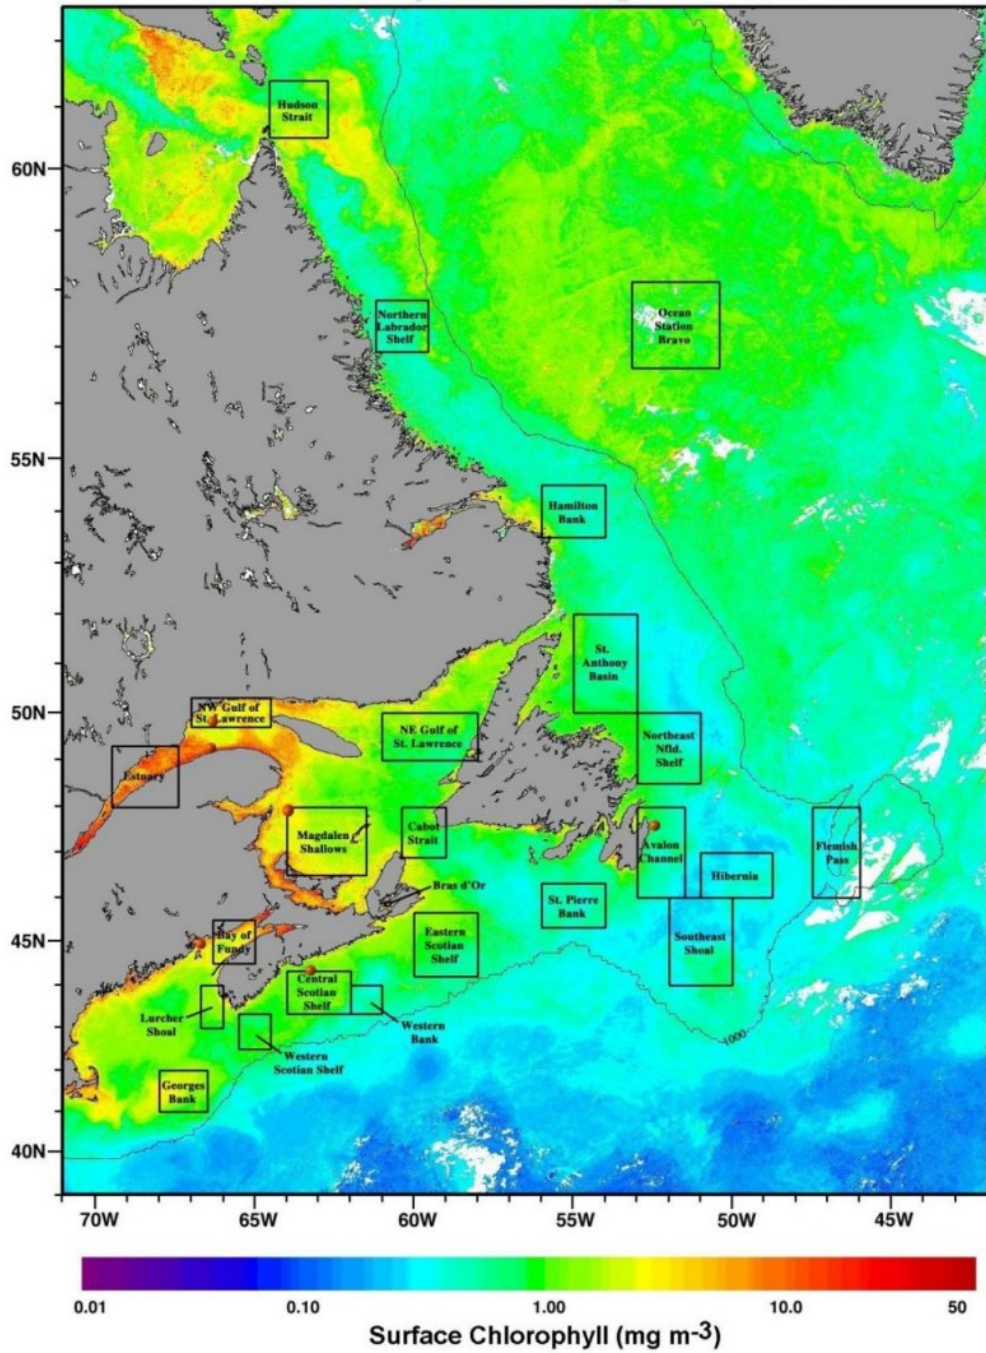 Hudson
Strait
60N
Northern
Labrador
Shelf
Ocean
Station
Bravo
55N
Hamilton
Bank
St.
Anthony
Basin
50N
NW Gulf of
St. Lawrence
NE Gulf of
St. Lawrence
Northeast
Nfld.
Shelf
Estuary
Magdalen
Shallows
Cabot
Strait
Avalon
Channel
Flemish
Pass
Hibernia
Bras d'Or
St. Pierre
Bank
45N
Bay of
Fundy
Eastern
Scotian
Shelf
Southeast
Shoal
Central
Scotian
Shelf
Lurcher
Shoal
Western
Bank
1000
Western
Scotian Shelf
Georges
Bank
40N
70W 65W 60W 55W 50W 45W
0.01 0.10 1.00 10.0 50
Surface Chlorophyll (mg m-3)